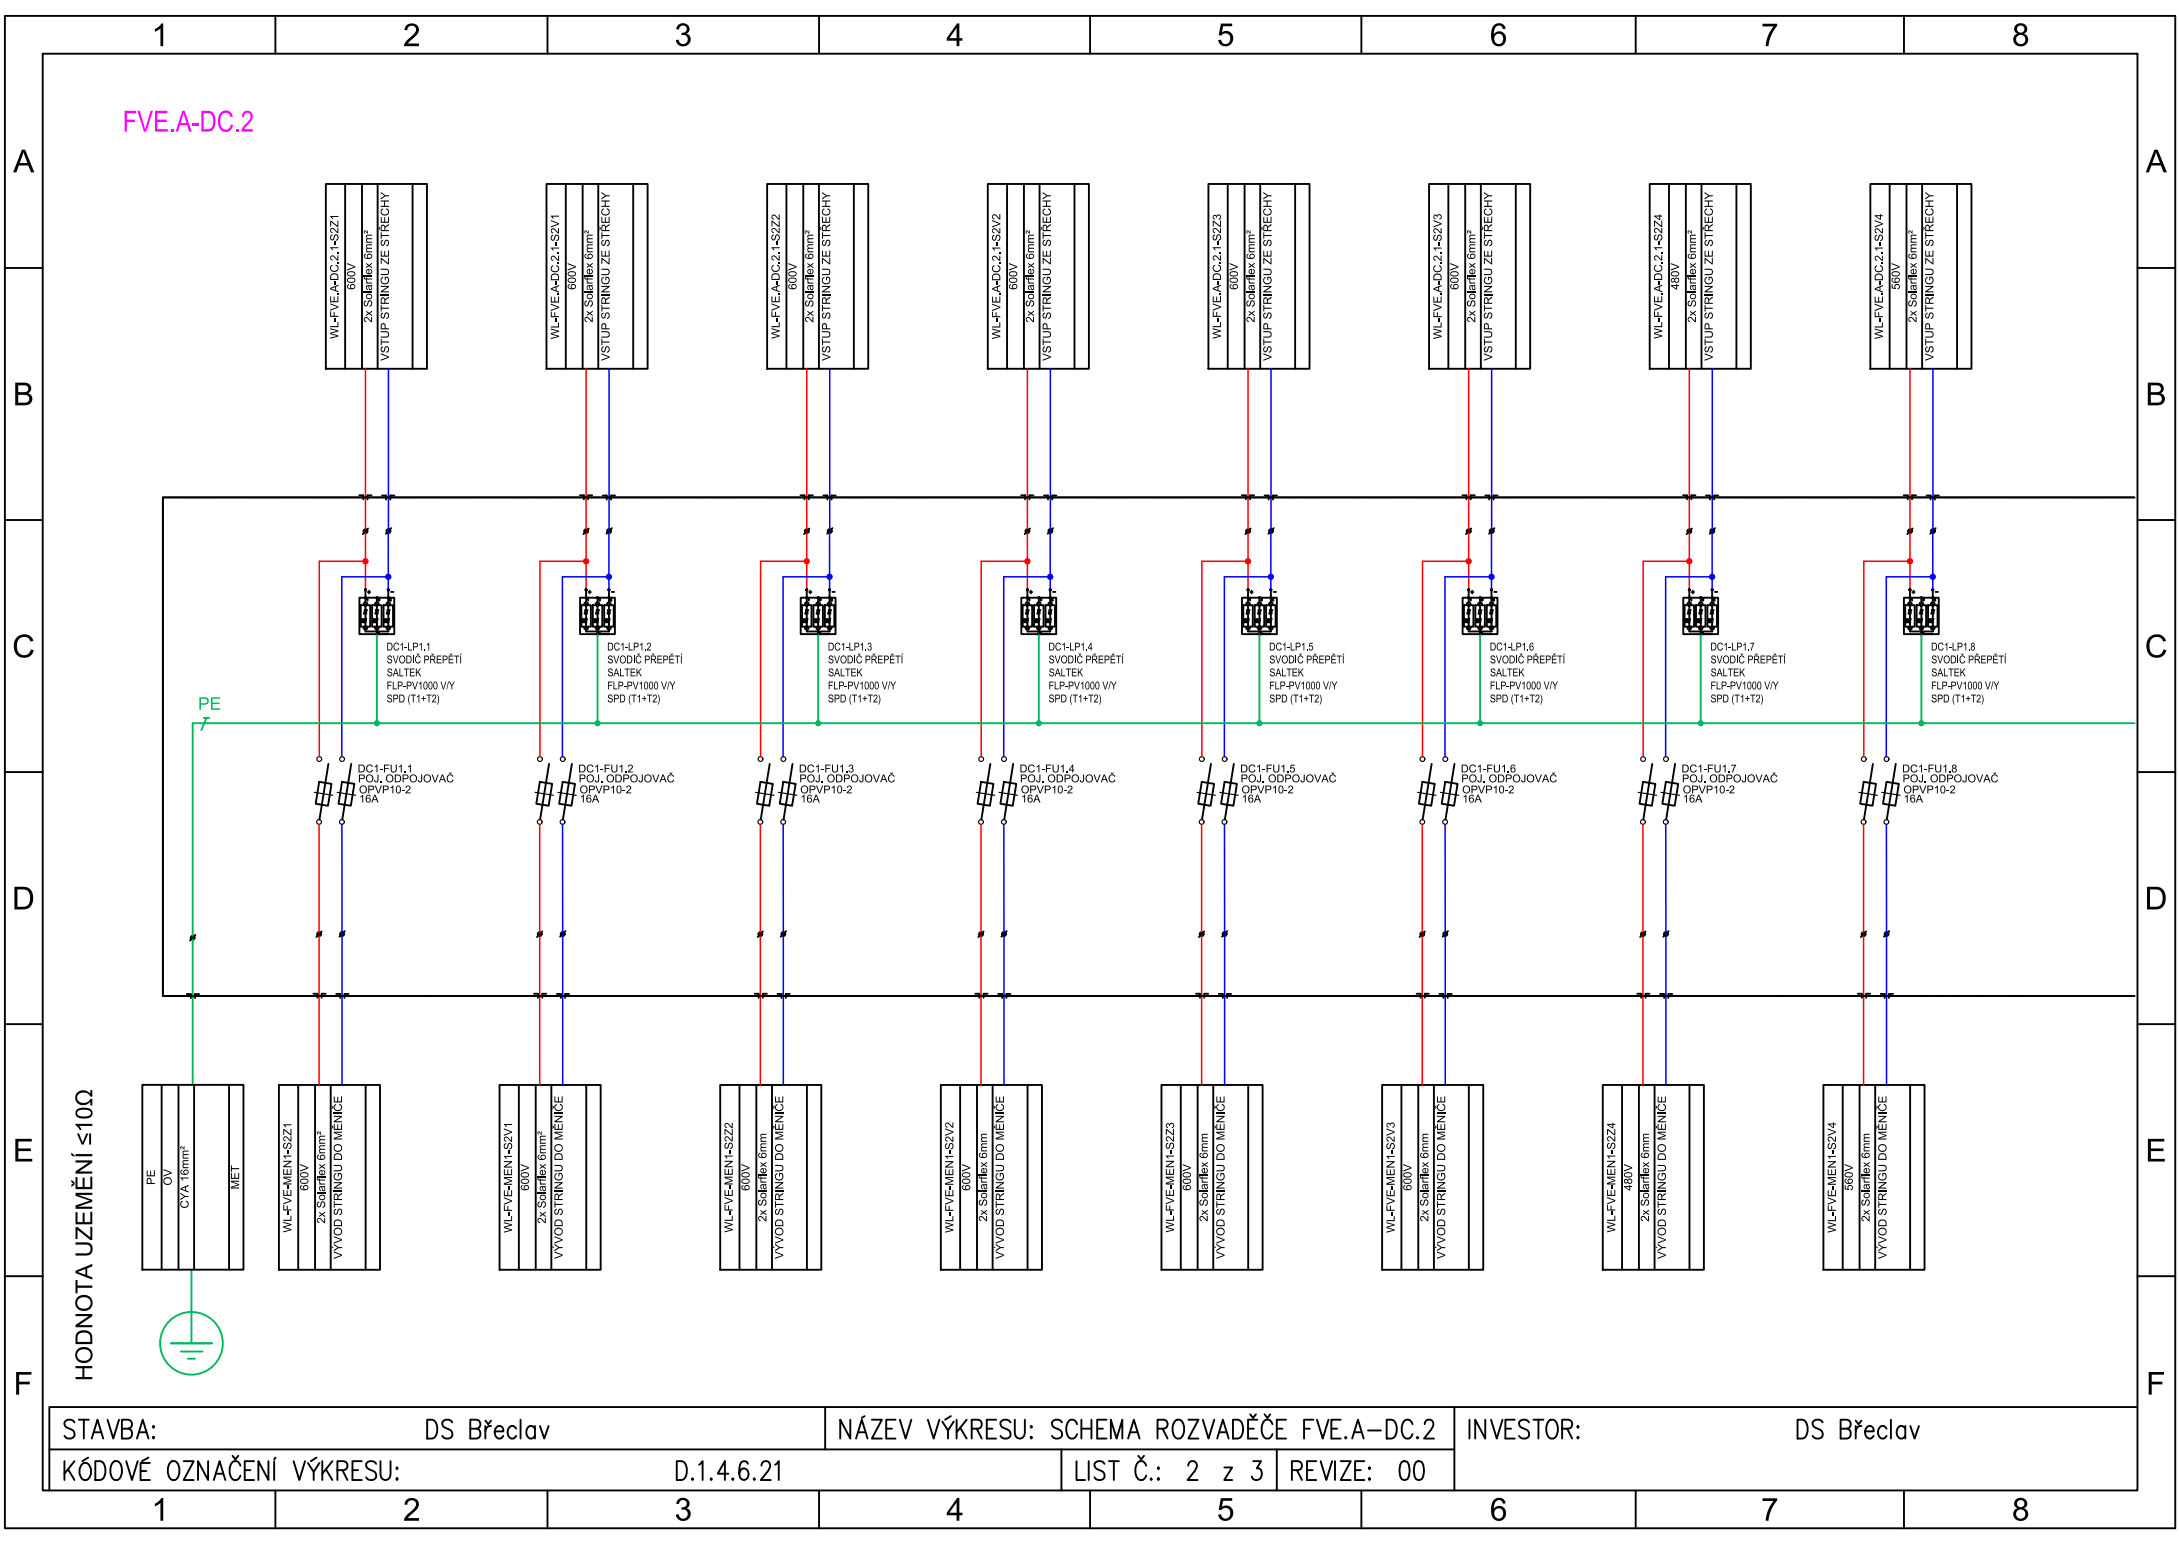 1 2 3 4 5 6 7 8
FVE.A-DC.2
A A
B B
C C
D D
E E
F F
WL-FVE.A-DC.2.1-S2Z1
600V
2x Solarflex 6mm²
VSTUP STRINGU ZE STŘECHY
WL-FVE.A-DC.2.1-S2V1
600V
2x Solarflex 6mm²
VSTUP STRINGU ZE STŘECHY
WL-FVE.A-DC.2.1-S2Z2
600V
2x Solarflex 6mm²
VSTUP STRINGU ZE STŘECHY
WL-FVE.A-DC.2.1-S2V2
600V
2x Solarflex 6mm²
VSTUP STRINGU ZE STŘECHY
WL-FVE.A-DC.2.1-S2Z3
600V
2x Solarflex 6mm²
VSTUP STRINGU ZE STŘECHY
WL-FVE.A-DC.2.1-S2V3
600V
2x Solarflex 6mm²
VSTUP STRINGU ZE STŘECHY
WL-FVE.A-DC.2.1-S2Z4
480V
2x Solarflex 6mm²
VSTUP STRINGU ZE STŘECHY
WL-FVE.A-DC.2.1-S2V4
560V
2x Solarflex 6mm²
VSTUP STRINGU ZE STŘECHY
DC1-LP1.1
SVODIČ PŘEPĚTÍ
SALTEK
FLP-PV1000 V/Y
SPD (T1+T2)
DC1-LP1.2
SVODIČ PŘEPĚTÍ
SALTEK
FLP-PV1000 V/Y
SPD (T1+T2)
DC1-LP1.3
SVODIČ PŘEPĚTÍ
SALTEK
FLP-PV1000 V/Y
SPD (T1+T2)
DC1-LP1.4
SVODIČ PŘEPĚTÍ
SALTEK
FLP-PV1000 V/Y
SPD (T1+T2)
DC1-LP1.5
SVODIČ PŘEPĚTÍ
SALTEK
FLP-PV1000 V/Y
SPD (T1+T2)
DC1-LP1.6
SVODIČ PŘEPĚTÍ
SALTEK
FLP-PV1000 V/Y
SPD (T1+T2)
DC1-LP1.7
SVODIČ PŘEPĚTÍ
SALTEK
FLP-PV1000 V/Y
SPD (T1+T2)
DC1-LP1.8
SVODIČ PŘEPĚTÍ
SALTEK
FLP-PV1000 V/Y
SPD (T1+T2)
PE
DC1-FU1.1
POJ. ODPOJOVAČ
OPVP10-2
16A
DC1-FU1.2
POJ. ODPOJOVAČ
OPVP10-2
16A
DC1-FU1.3
POJ. ODPOJOVAČ
OPVP10-2
16A
DC1-FU1.4
POJ. ODPOJOVAČ
OPVP10-2
16A
DC1-FU1.5
POJ. ODPOJOVAČ
OPVP10-2
16A
DC1-FU1.6
POJ. ODPOJOVAČ
OPVP10-2
16A
DC1-FU1.7
POJ. ODPOJOVAČ
OPVP10-2
16A
DC1-FU1.8
POJ. ODPOJOVAČ
OPVP10-2
16A
HODNOTA UZEMĚNÍ ≤10Ω
PE
OV
CYA 16mm²
MET
WL-FVE-MEN1-S2Z1
600V
2x Solarflex 6mm²
VÝVOD STRINGU DO MĚNIČE
WL-FVE-MEN1-S2V1
600V
2x Solarflex 6mm²
VÝVOD STRINGU DO MĚNIČE
WL-FVE-MEN1-S2Z2
600V
2x Solarflex 6mm
VÝVOD STRINGU DO MĚNIČE
WL-FVE-MEN1-S2V2
600V
2x Solarflex 6mm
VÝVOD STRINGU DO MĚNIČE
WL-FVE-MEN1-S2Z3
600V
2x Solarflex 6mm
VÝVOD STRINGU DO MĚNIČE
WL-FVE-MEN1-S2V3
600V
2x Solarflex 6mm
VÝVOD STRINGU DO MĚNIČE
WL-FVE-MEN1-S2Z4
480V
2x Solarflex 6mm
VÝVOD STRINGU DO MĚNIČE
WL-FVE-MEN1-S2V4
560V
2x Solarflex 6mm
VÝVOD STRINGU DO MĚNIČE
STAVBA: DS Břeclav NÁZEV VÝKRESU: SCHEMA ROZVADĚČE FVE.A-DC.2 INVESTOR: DS Břeclav
KÓDOVÉ OZNAČENÍ VÝKRESU: D.1.4.6.21 LIST Č.: 2 z 3 REVIZE: 00
1 2 3 4 5 6 7 8